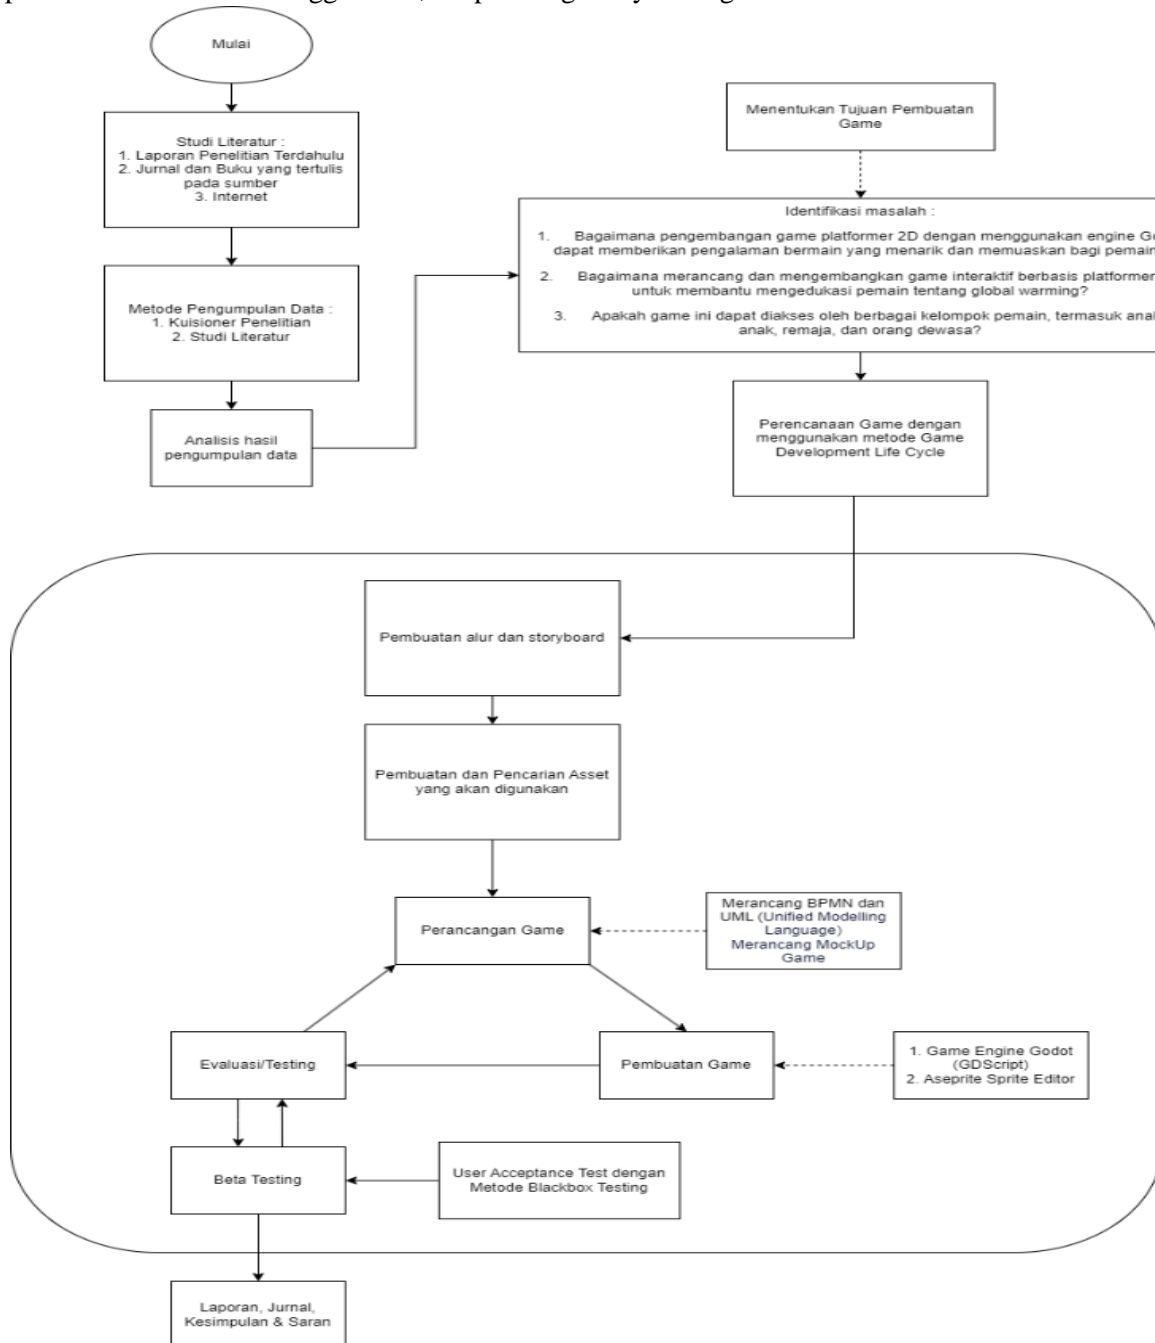 Mulai
Studi Literatur :
1. Laporan Penelitian Terdahulu
2. Jurnal dan Buku yang tertulis
pada sumber
3. Internet
Metode Pengumpulan Data :
1. Kuisioner Penelitian
2. Studi Literatur
Analisis hasil
pengumpulan data
Menentukan Tujuan Pembuatan
Game
Identifikasi masalah :
1. Bagaimana pengembangan game platformer 2D dengan menggunakan engine
dapat memberikan pengalaman bermain yang menarik dan memuaskan bagi pemain
2. Bagaimana merancang dan mengembangkan game interaktif berbasis platformer
untuk membantu mengedukasi pemain tentang global warming?
3. Apakah game ini dapat diakses oleh berbagai kelompok pemain, termasuk
anak, remaja, dan orang dewasa?
Perencanaan Game dengan
menggunakan metode Game
Development Life Cycle
Pembuatan alur dan storyboard
Pembuatan dan Pencarian Asset
yang akan digunakan
Perancangan Game
Merancang BPMN dan
UML (Unified Modelling
Language)
Merancang MockUp
Game
Evaluasi/Testing
Pembuatan Game
1. Game Engine Godot
(GDScript)
2. Aseprite Sprite Editor
Beta Testing
User Acceptance Test dengan
Metode Blackbox Testing
Laporan, Jurnal,
Kesimpulan & Saran